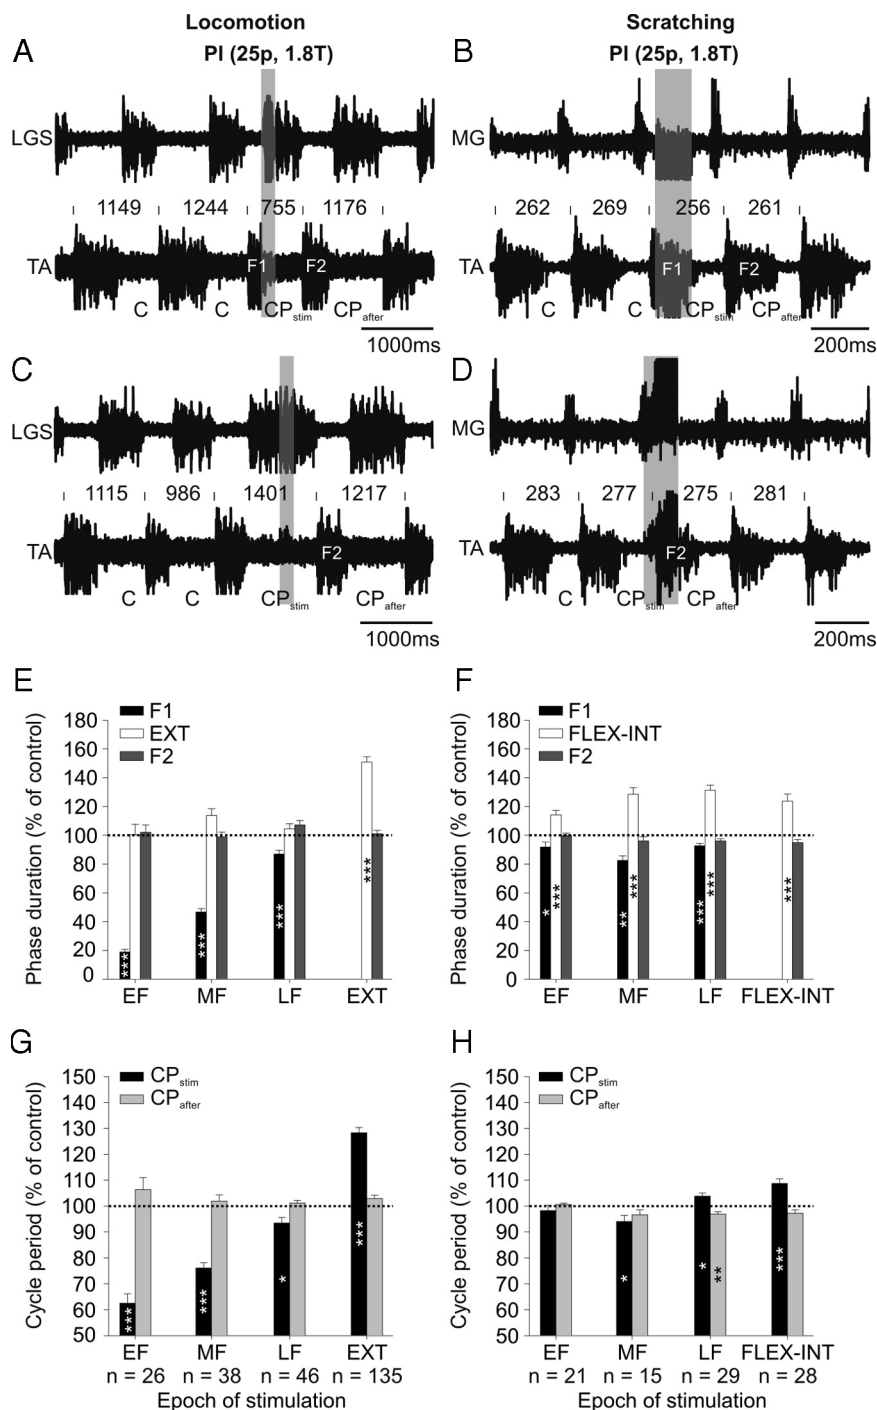 Locomotion
Scratching
A
PI (25p, 1.8T)
B
PI (25p, 1.8T)
LGS
1149 1244 755 1176
TA
F1 F2
C C CPstim CPafter
1000ms
MG
262 269 256 261
TA
F1 F2
C C CPstim CPafter
200ms
C
LGS
1115 986 1401 1217
TA
F2
C C CPstim CPafter
1000ms
D
MG
283 277 275 281
TA
F2
C CPstim CPafter
200ms
E
F1
EXT
F2
Phase duration (% of control)
180
160
140
120
100
80
60
40
20
0
*** *** *** ***
EF MF LF EXT
F
F1
FLEX-INT
F2
Phase duration (% of control)
180
160
140
120
100
80
60
40
20
0
* *** ** *** *** *** ***
EF MF LF FLEX-INT
G
CPstim
CPafter
Cycle period (% of control)
150
140
130
120
110
100
90
80
70
60
50
*** *** * ***
EF MF LF EXT
n = 26 n = 38 n = 46 n = 135
Epoch of stimulation
H
CPstim
CPafter
Cycle period (% of control)
150
140
130
120
110
100
90
80
70
60
50
* * ** ***
EF MF LF FLEX-INT
n = 21 n = 15 n = 29 n = 28
Epoch of stimulation